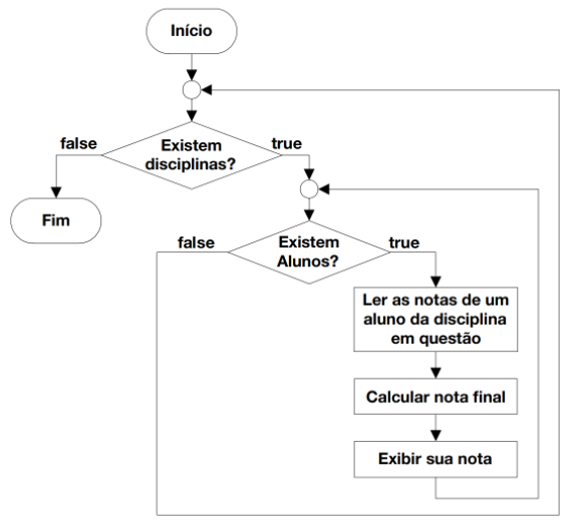 Início
false
Existem
disciplinas?
true
Fim
false
Existem
Alunos?
true
Ler as notas de um
aluno da disciplina
em questão
Calcular nota final
Exibir sua nota